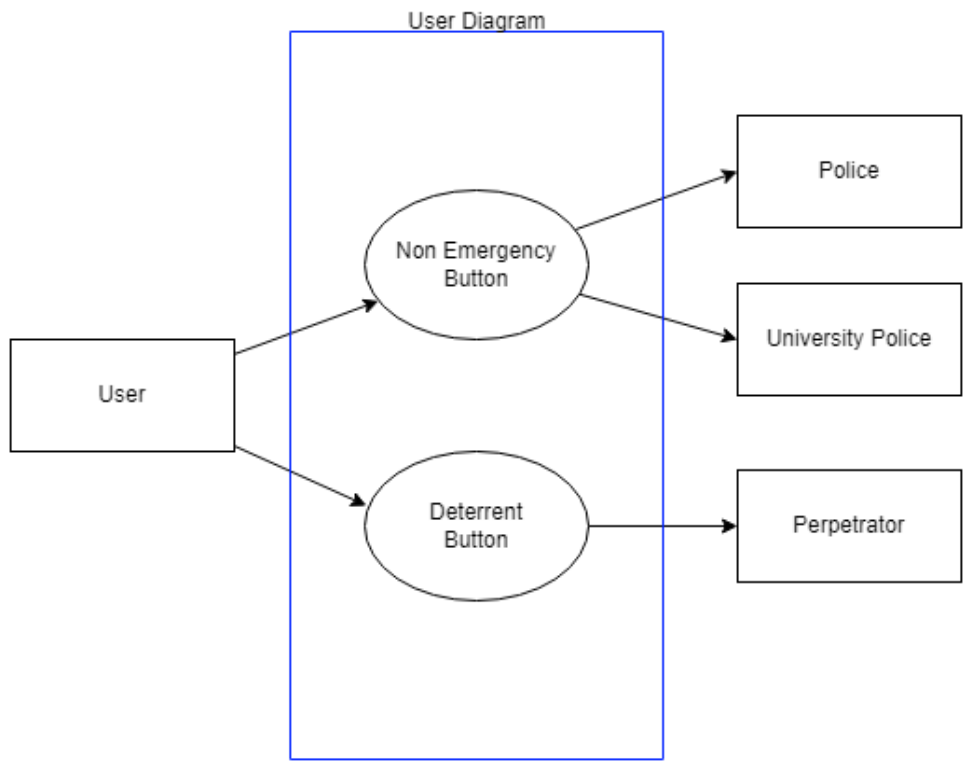 User Diagram
Police
Non Emergency
Button
University Police
User
Deterrent
Button
Perpetrator